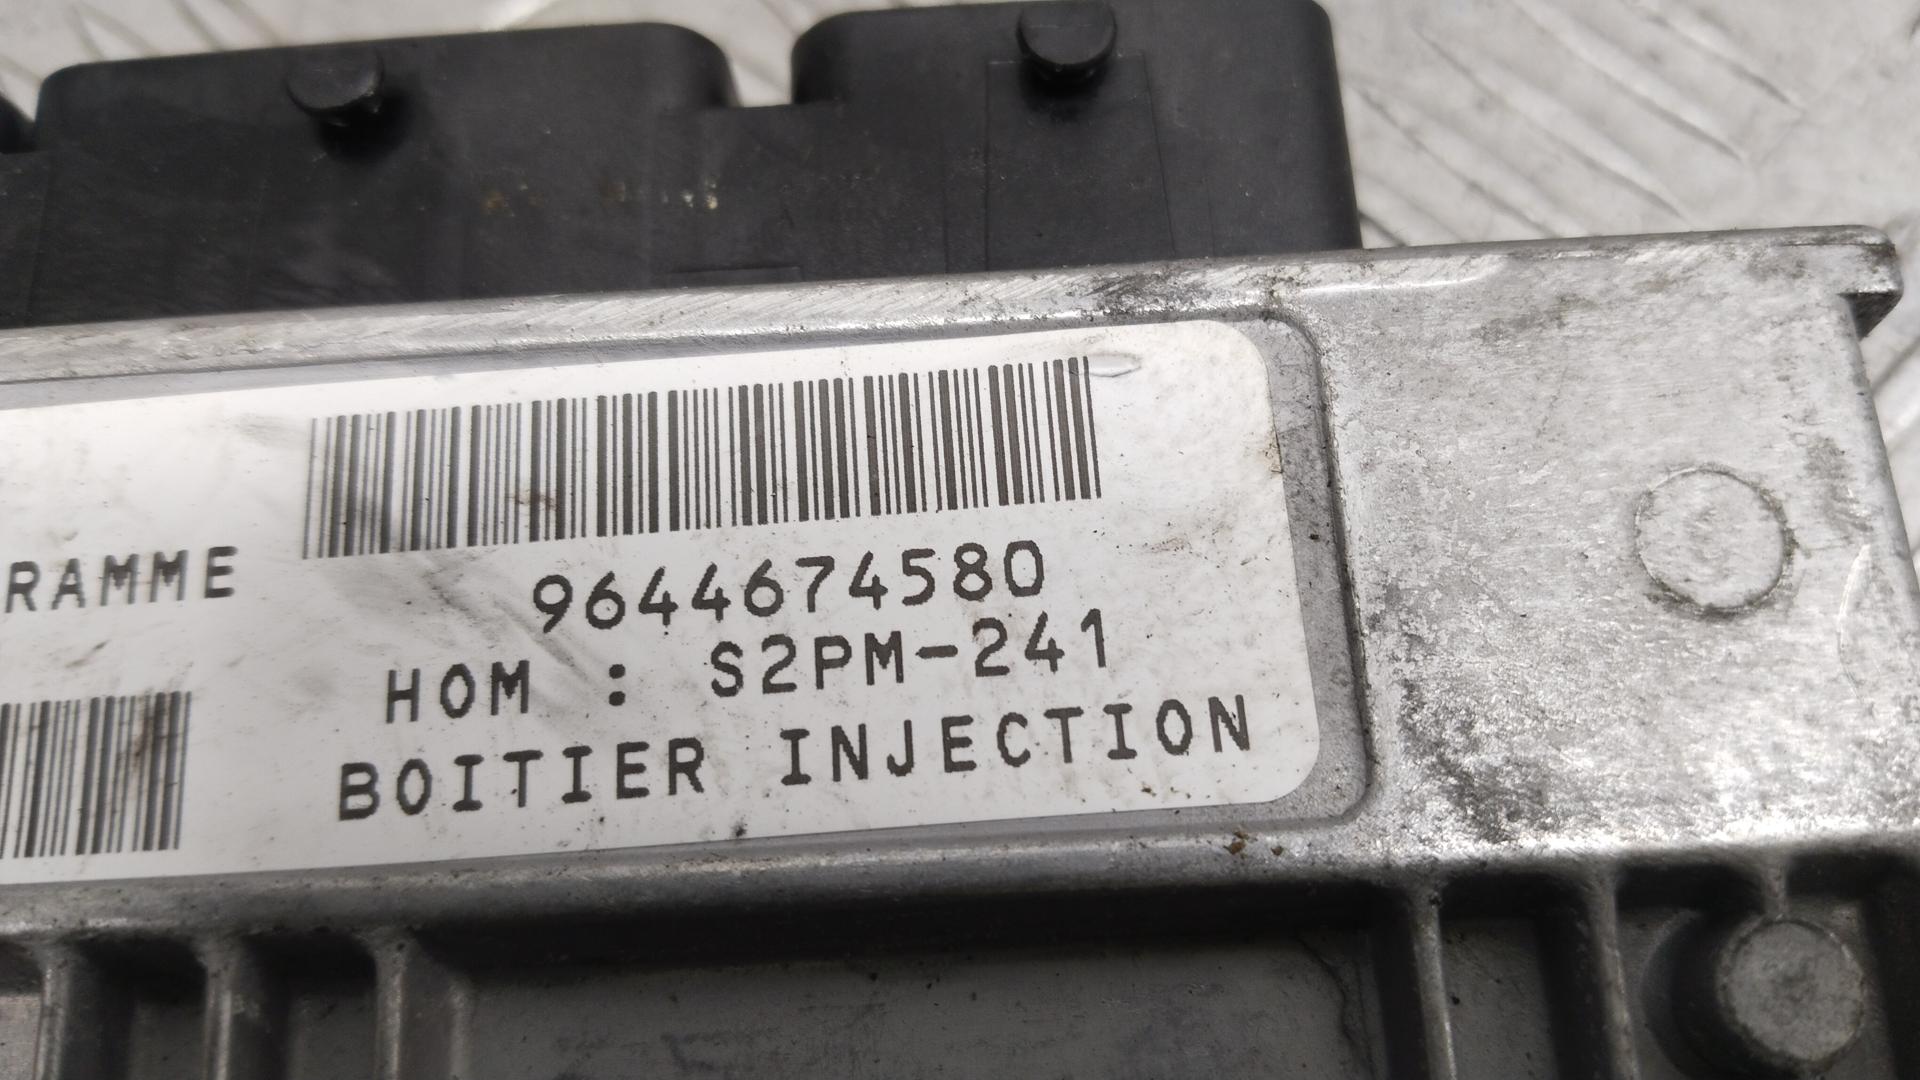 RAMME
9644674580
HOM : S2PM-241
BOITIER INJECTION